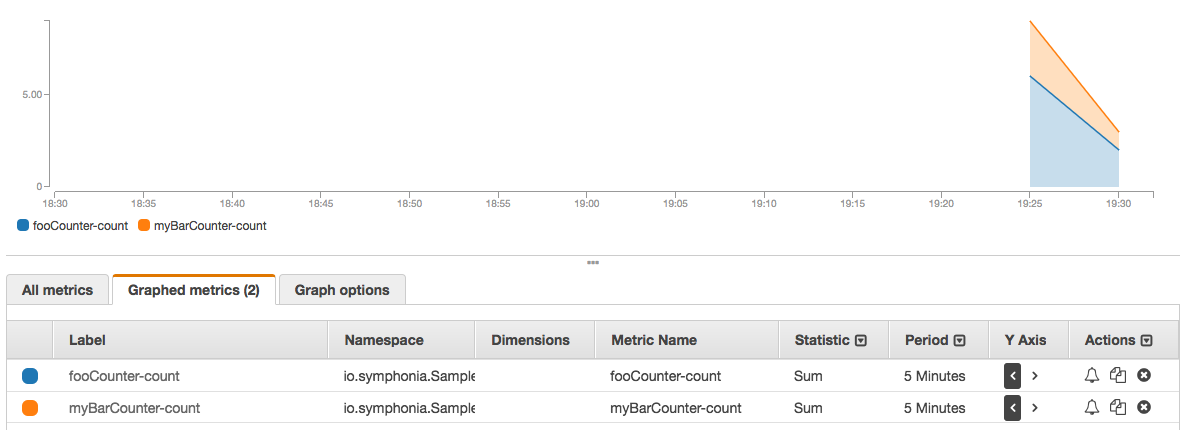 5.00
0
18:30 18:35 18:40 18:45 18:50 18:55 19:00 19:05 19:10 19:15 19:20 19:25 19:30
fooCounter-count myBarCounter-count
All metrics Graphed metrics (2) Graph options
Label Namespace Dimensions Metric Name Statistic Period Y Axis Actions
fooCounter-count io.symphonia.Sample fooCounter-count Sum 5 Minutes < >
myBarCounter-count io.symphonia.Sample myBarCounter-count Sum 5 Minutes < >